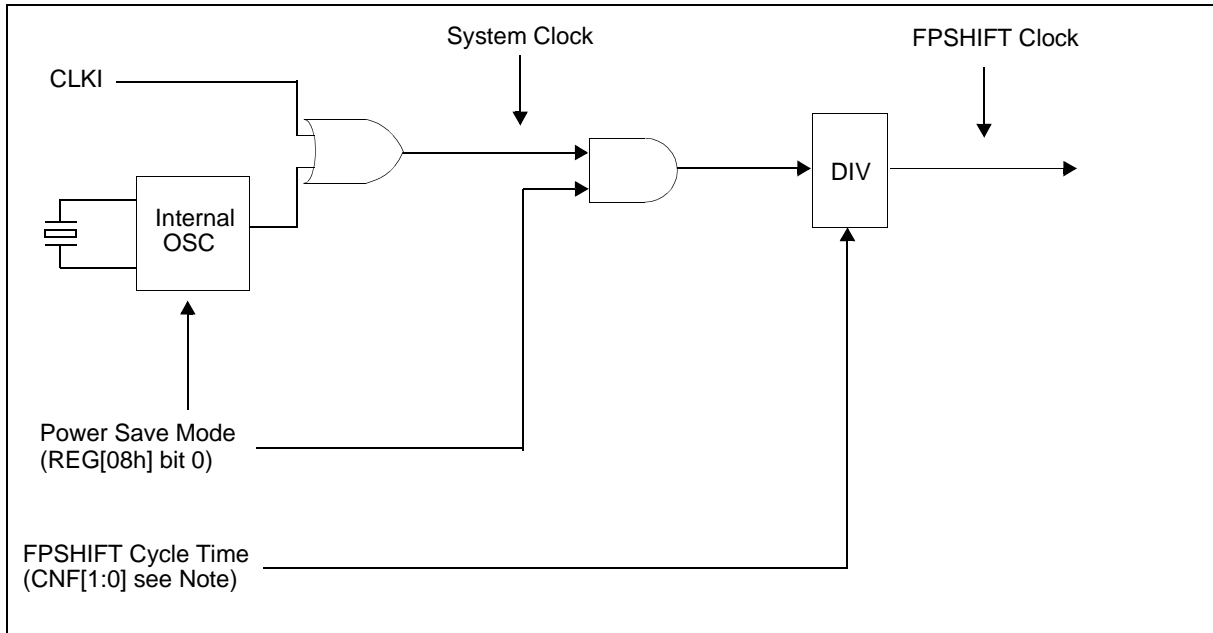 System Clock
FPSHIFT Clock
CLKI
Internal
OSC
DIV
Power Save Mode
(REG[08h] bit 0)
FPSHIFT Cycle Time
(CNF[1:0] see Note)